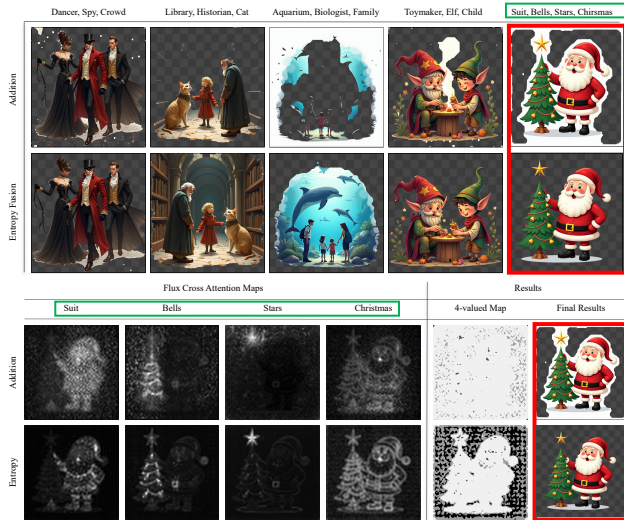 Dancer, Spy, Crowd
Library, Historian, Cat
Aquarium, Biologist, Family
Toymaker, Elf, Child
Suit, Bells, Stars, Chirsmas
Addition
Entropy Fusion
Flux Cross Attention Maps
Results
Suit
Bells
Stars
Christmas
4-valued Map
Final Results
Addition
Entropy